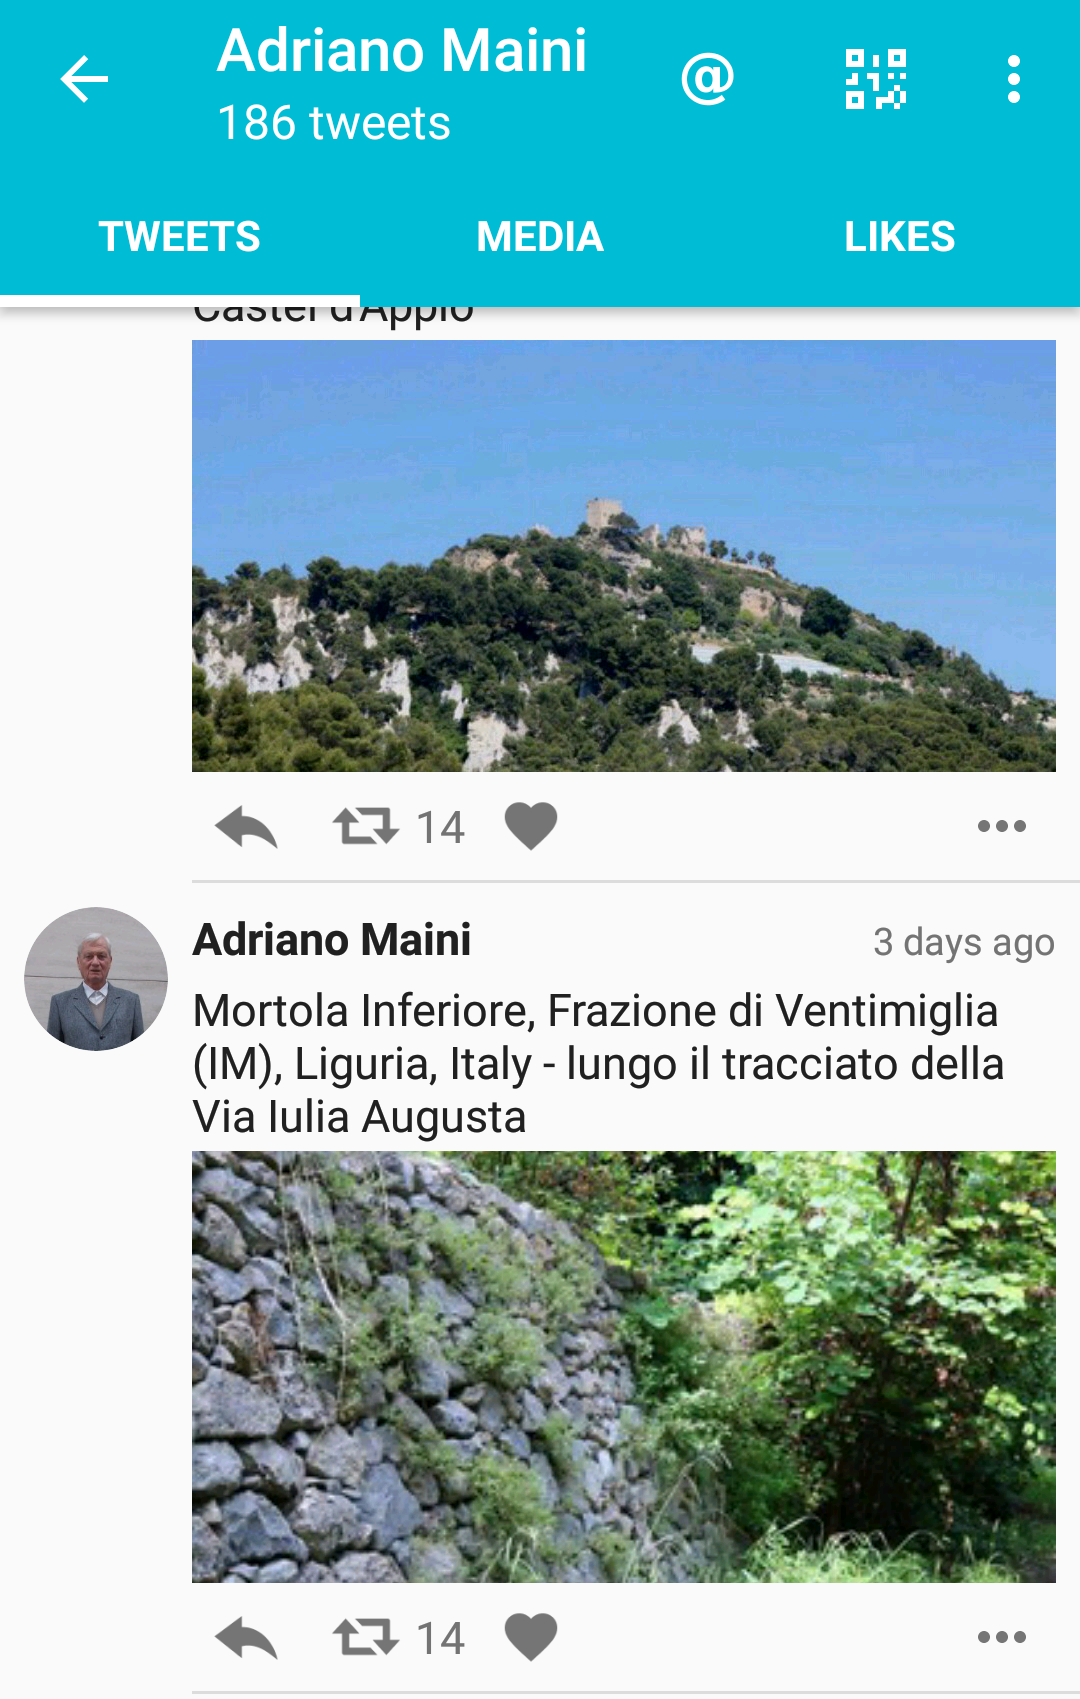 Adriano Maini
186 tweets
TWEETS MEDIA LIKES
Castel d'Appio
14
Adriano Maini 3 days ago
Mortola Inferiore, Frazione di Ventimiglia
(IM), Liguria, Italy - lungo il tracciato della
Via Iulia Augusta
14